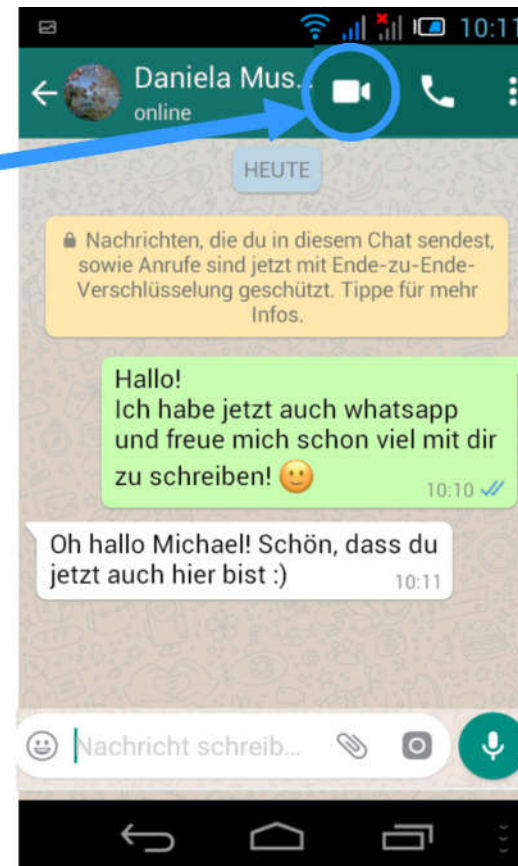 10:11
Daniela Mus...
online
HEUTE
Nachrichten, die du in diesem Chat sendest,
sowie Anrufe sind jetzt mit Ende-zu-Ende-
Verschlüsselung geschützt. Tippe für mehr
Infos.
Hallo!
Ich habe jetzt auch whatsapp
und freue mich schon viel mit dir
zu schreiben! 🙂
10:10
Oh hallo Michael! Schön, dass du
jetzt auch hier bist :)
10:11
Nachricht schreib...